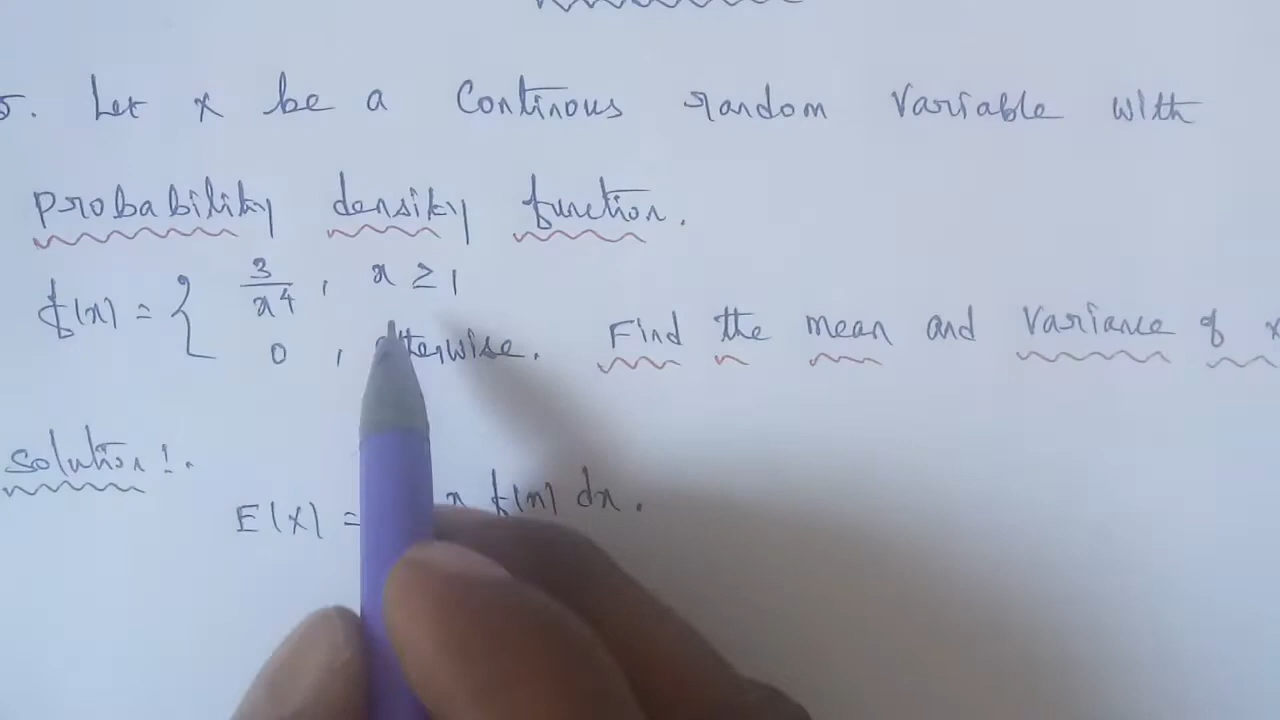 5. Let x be a Continous random Variable with
probability density function.
f(x) = { 3/x⁴ , x ≥ 1
0 , otherwise. Find the mean and Variance of x
Solution!.
E(X) = x f(x) dx.